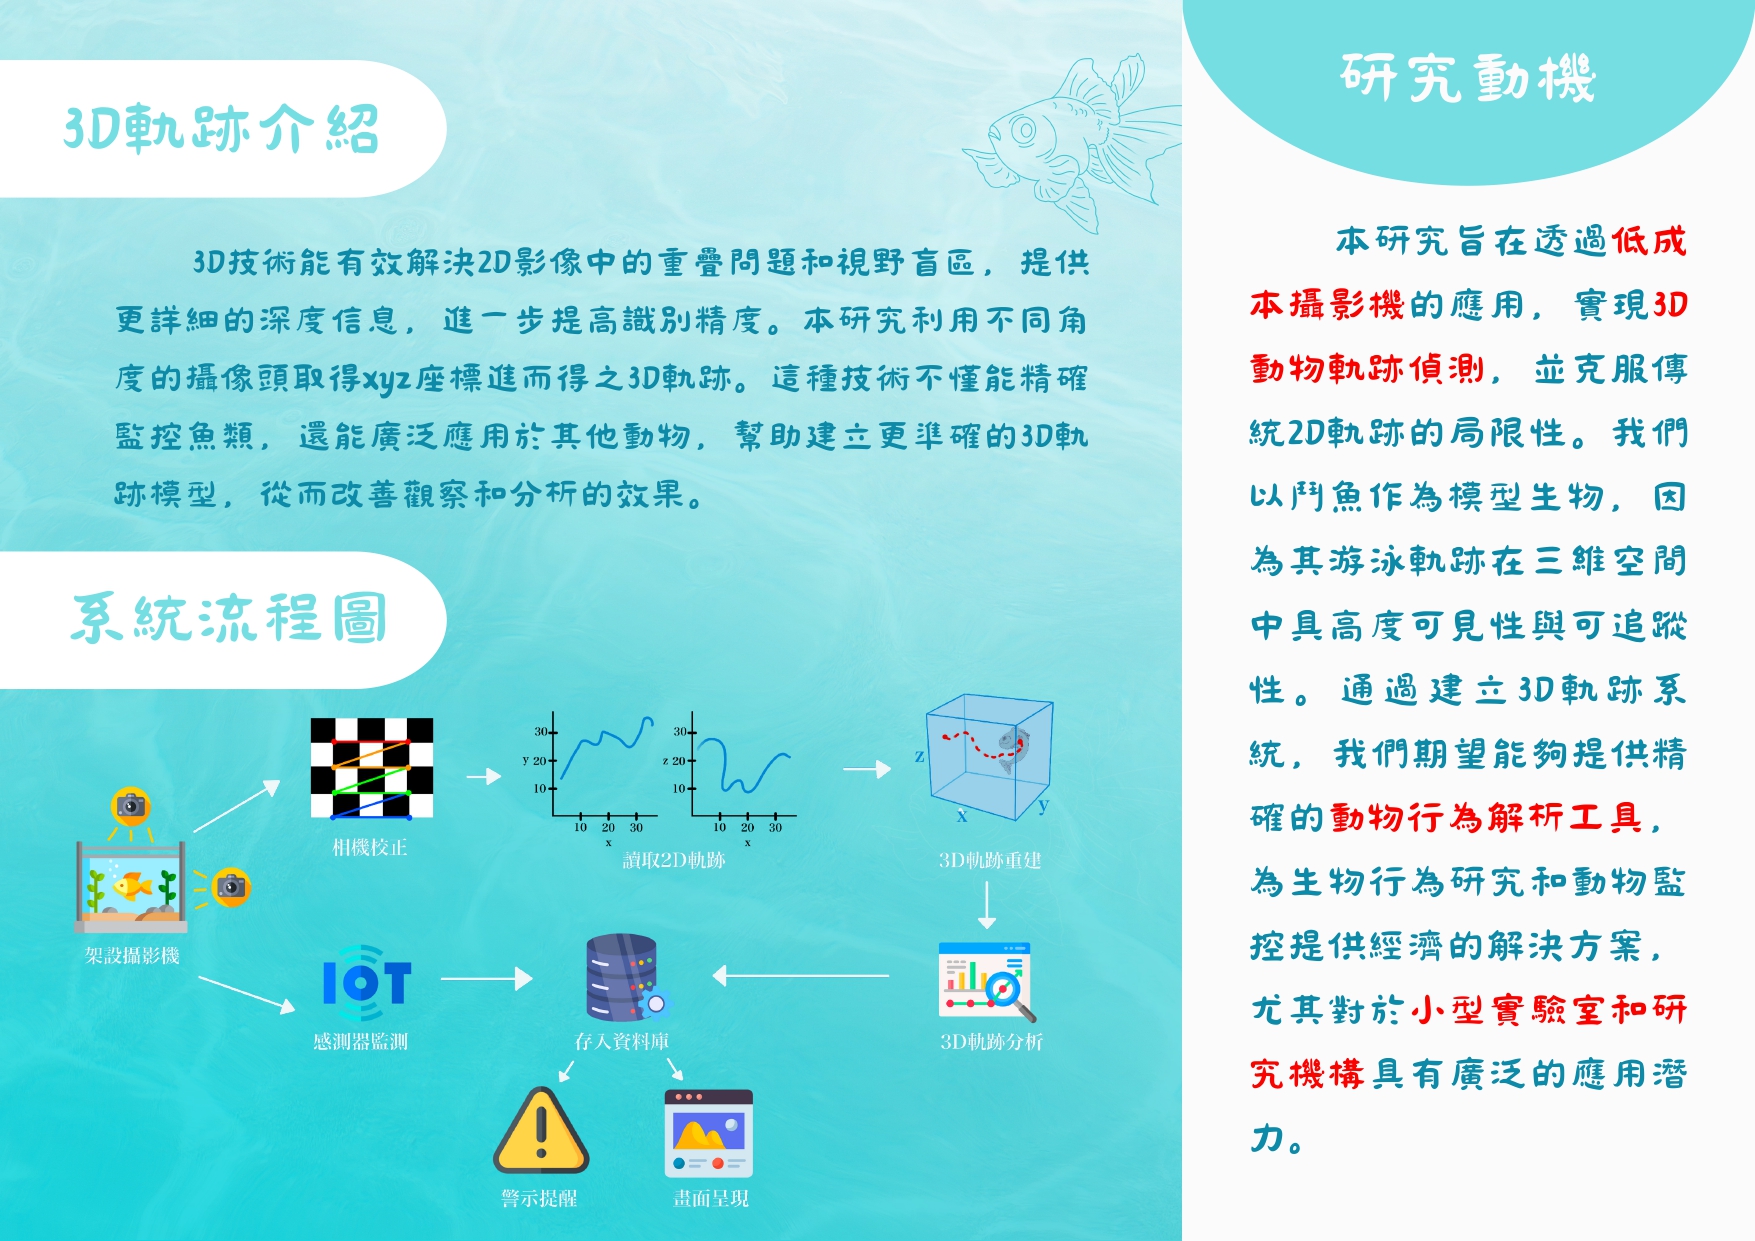 3D軌跡介紹
3D技術能有效解決2D影像中的重疊問題和視野盲區，提供
更詳細的深度信息，進一步提高識別精度。本研究利用不同角
度的攝像頭取得xyz座標進而得之3D軌跡。這種技術不懂能精確
監控魚類，還能廣泛應用於其他動物，幫助建立更準確的3D軌
跡模型，從而改善觀察和分析的效果。
系統流程圖
架設攝影機
相機校正
30
y 20
10
10 20 30
x
30
z 20
10
10 20 30
x
讀取2D軌跡
z
x
y
3D軌跡重建
IOT
感測器監測
存入資料庫
3D軌跡分析
警示提醒
畫面呈現
研究動機
本研究旨在透過低成
本攝影機的應用，實現3D
動物軌跡偵測，並克服傳
統2D軌跡的局限性。我們
以鬥魚作為模型生物，因
為其游泳軌跡在三維空間
中具高度可見性與可追蹤
性。通過建立3D軌跡系
統，我們期望能夠提供精
確的動物行為解析工具，
為生物行為研究和動物監
控提供經濟的解決方案，
尤其對於小型實驗室和研
究機構具有廣泛的應用潛
力。